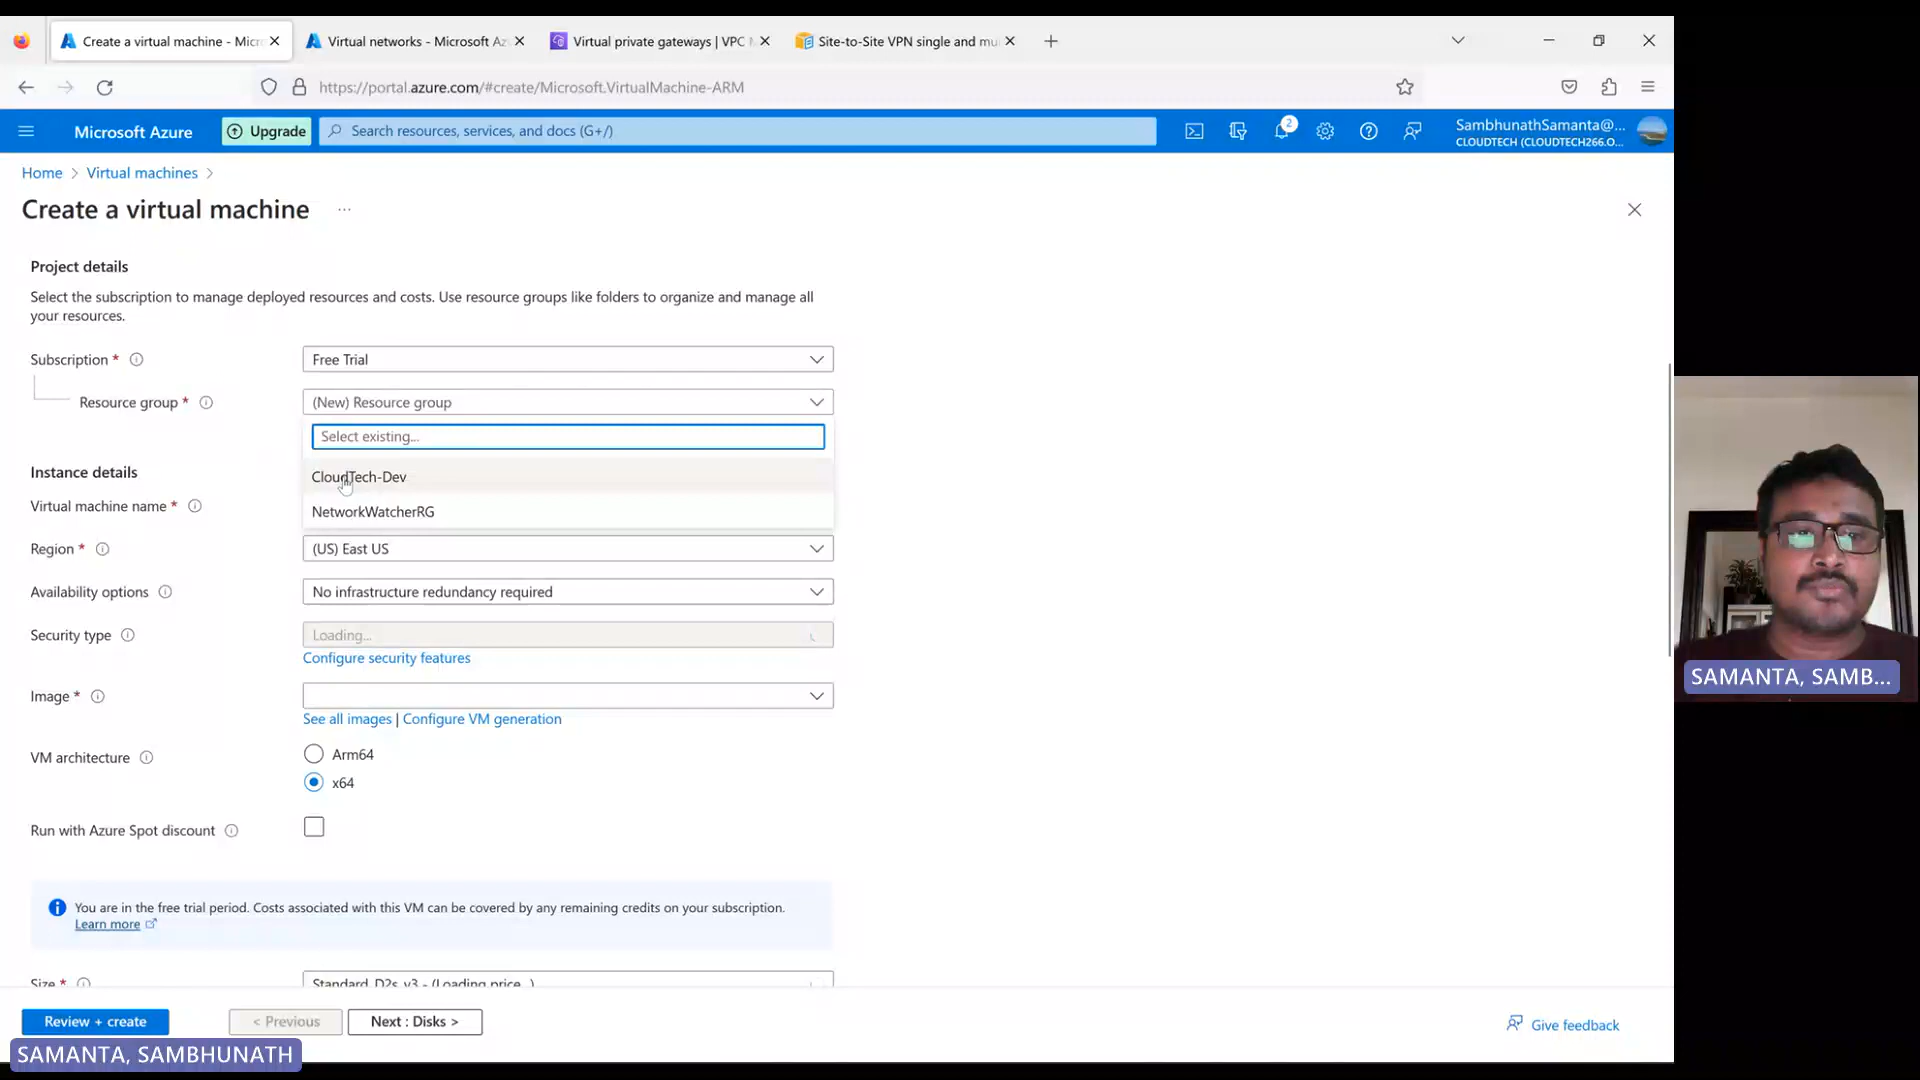 Create a virtual machine - Micr
Virtual networks - Microsoft Az
Virtual private gateways | VPC
Site-to-Site VPN single and mu
https://portal.azure.com/#create/Microsoft.VirtualMachine-ARM
Microsoft Azure
Upgrade
Search resources, services, and docs (G+/)
2
SambhunathSamanta@...
CLOUDTECH (CLOUDTECH266.O...
Home > Virtual machines >
Create a virtual machine ...
Project details
Select the subscription to manage deployed resources and costs. Use resource groups like folders to organize and manage all
your resources.
Subscription *
Free Trial
Resource group *
(New) Resource group
Select existing...
CloudTech-Dev
NetworkWatcherRG
Instance details
Virtual machine name *
Region *
(US) East US
Availability options
No infrastructure redundancy required
Security type
Loading...
Configure security features
Image *
See all images | Configure VM generation
VM architecture
Arm64
x64
Run with Azure Spot discount
You are in the free trial period. Costs associated with this VM can be covered by any remaining credits on your subscription.
Learn more
Size *
Standard_D2s_v3 - (Loading price...)
Review + create
< Previous
Next : Disks >
Give feedback
SAMANTA, SAMBHUNATH
SAMANTA, SAMB...